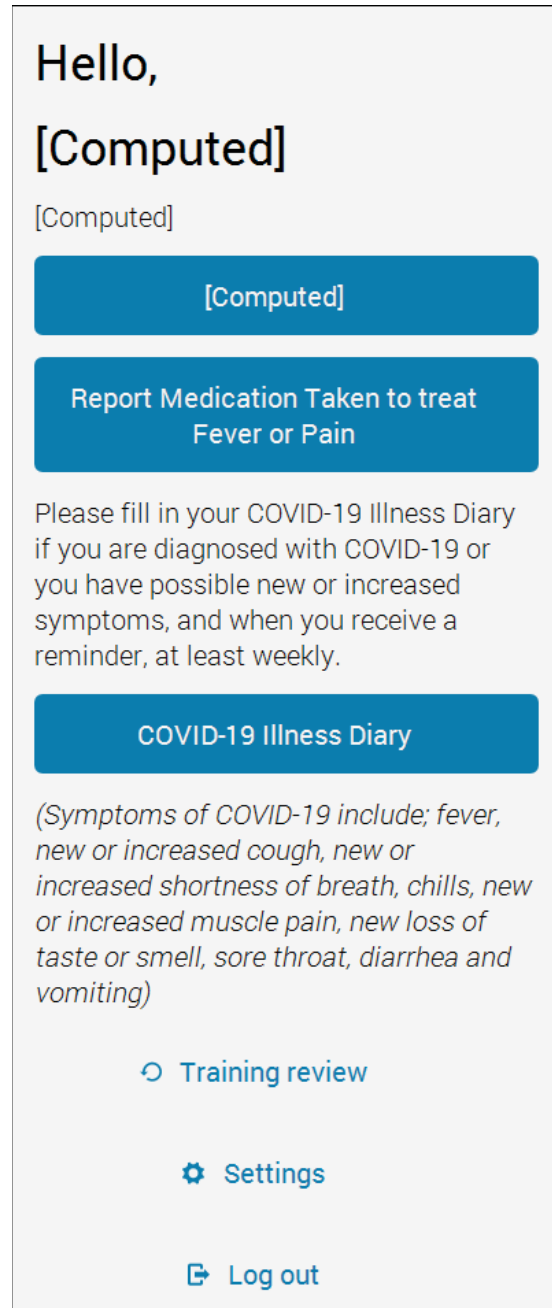 Hello,
[Computed]
[Computed]
[Computed]
Report Medication Taken to treat
Fever or Pain
Please fill in your COVID-19 Illness Diary
if you are diagnosed with COVID-19 or
you have possible new or increased
symptoms, and when you receive a
reminder, at least weekly.
COVID-19 Illness Diary
(Symptoms of COVID-19 include; fever,
new or increased cough, new or
increased shortness of breath, chills, new
or increased muscle pain, new loss of
taste or smell, sore throat, diarrhea and
vomiting)
Training review
Settings
Log out